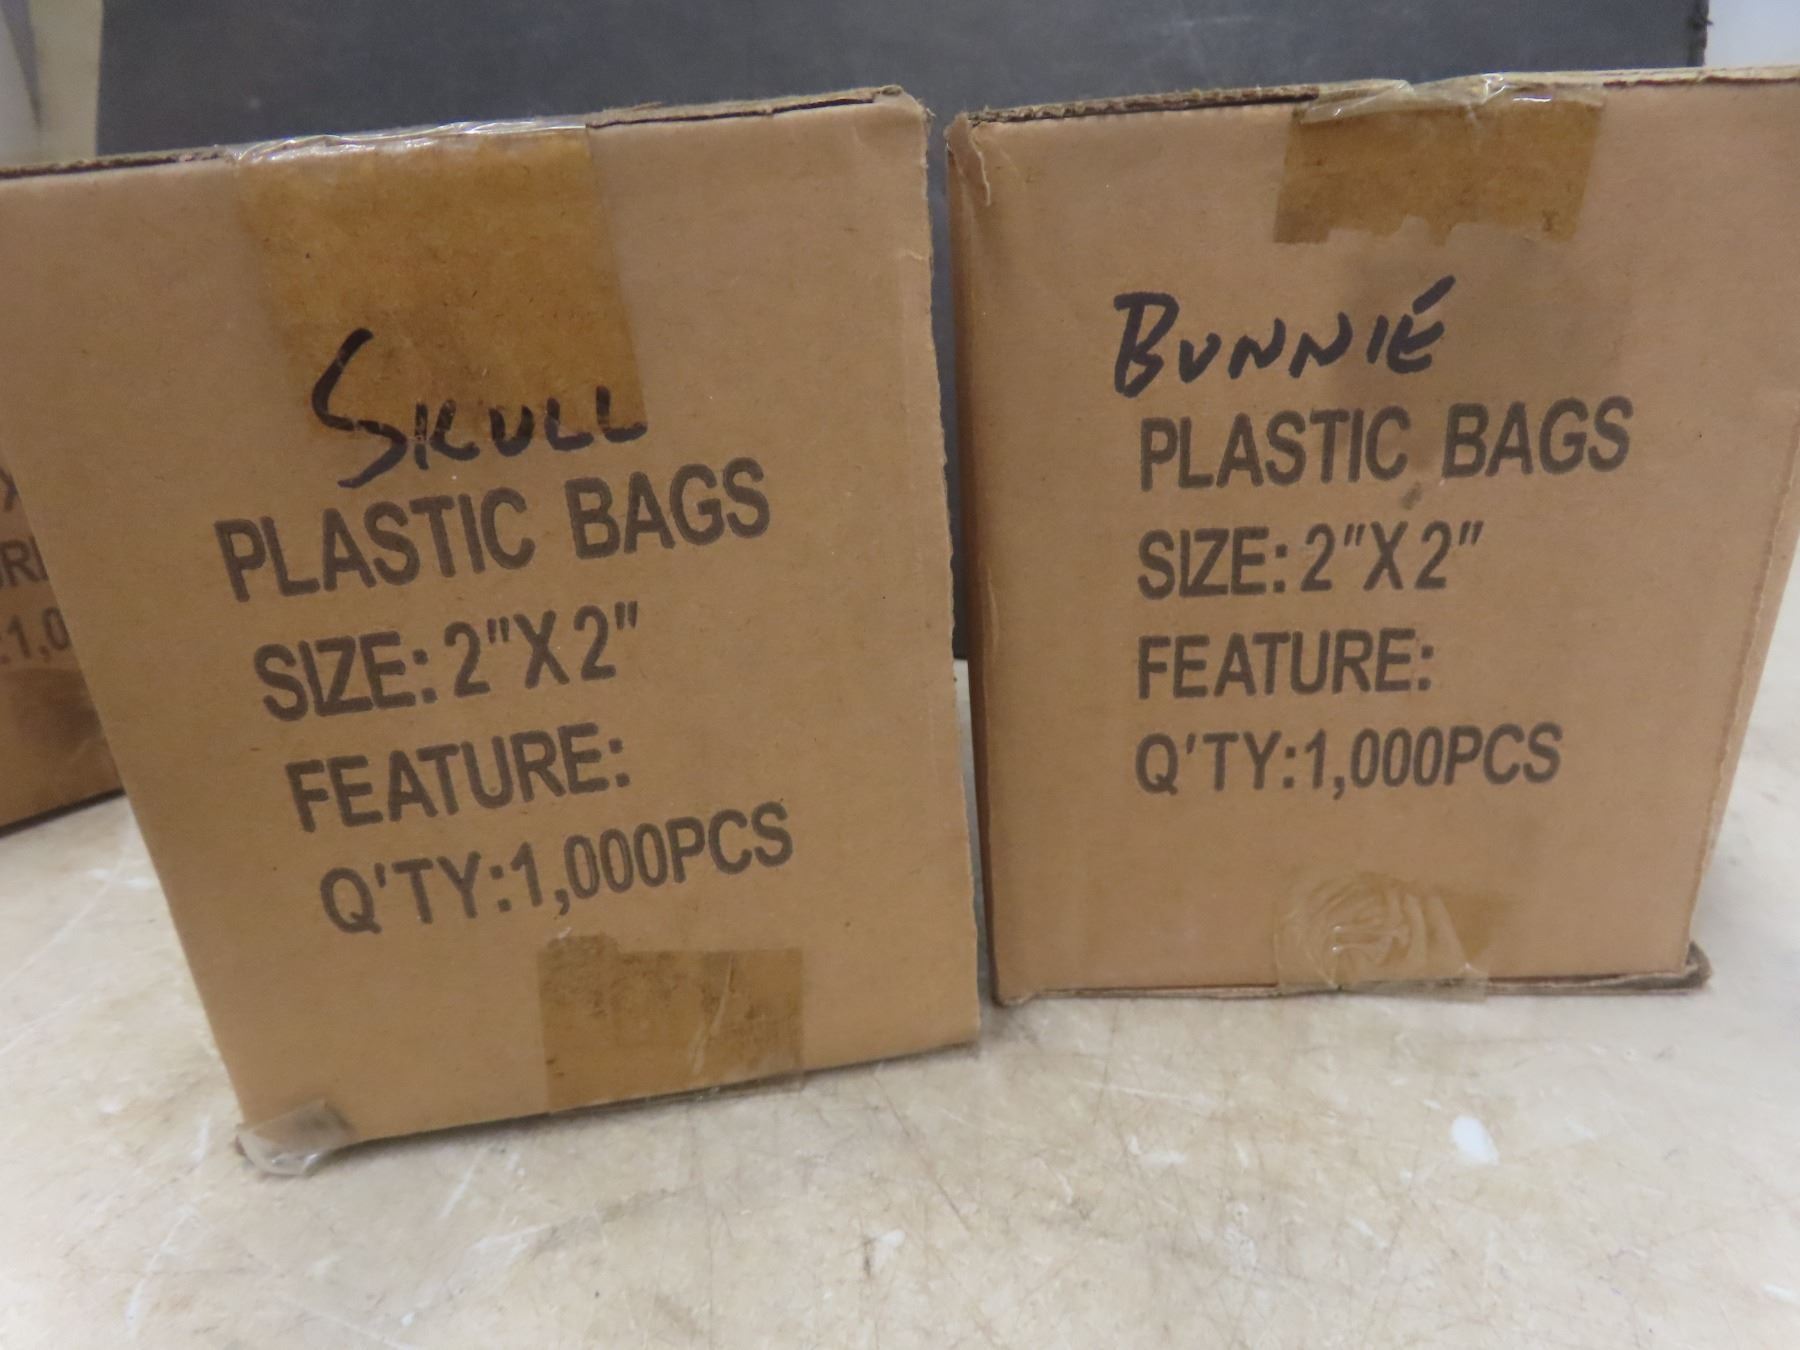 SKULL
PLASTIC BAGS
SIZE: 2"X2"
FEATURE:
Q'TY:1,000PCS
BUNNIE
PLASTIC BAGS
SIZE: 2"X2"
FEATURE:
Q'TY:1,000PCS